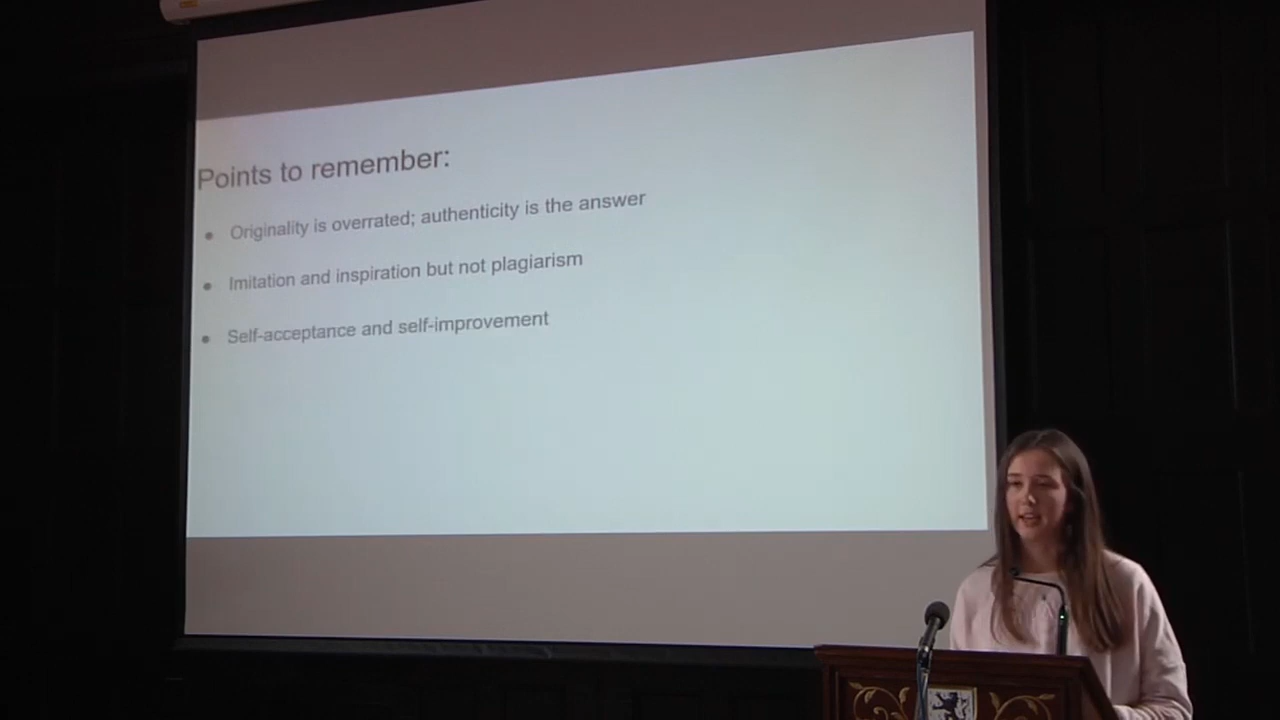 Points to remember:
Originality is overrated; authenticity is the answer
Imitation and inspiration but not plagiarism
Self-acceptance and self-improvement